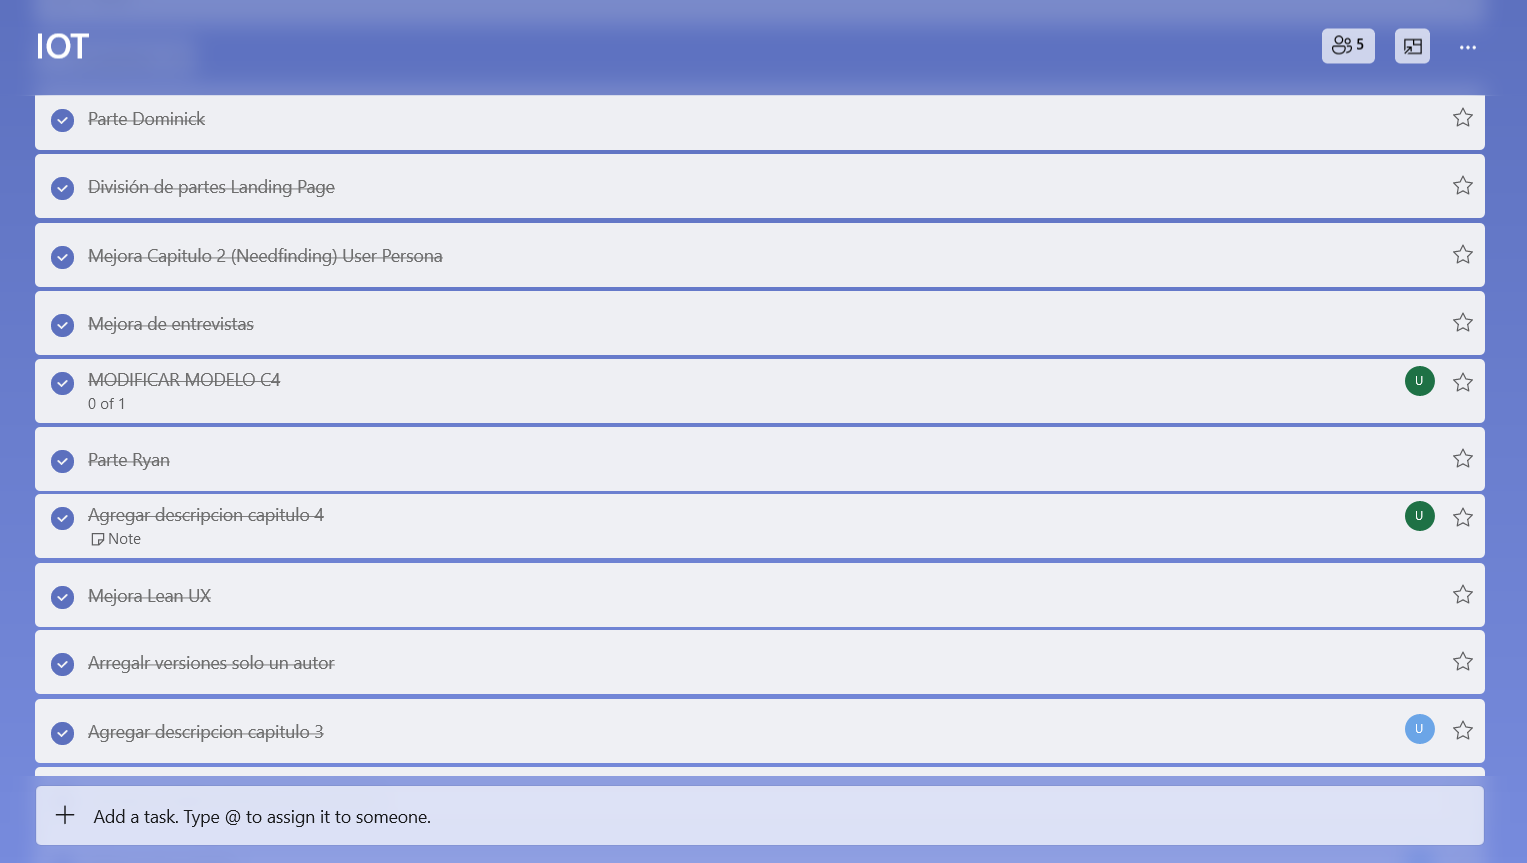 IOT
5
Parte Dominick
División de partes Landing Page
Mejora Capitulo 2 (Needfinding) User Persona
Mejora de entrevistas
MODIFICAR MODELO C4
U
0 of 1
Parte Ryan
Agregar descripcion capitulo 4
U
Note
Mejora Lean UX
Arregalr versiones solo un autor
Agregar descripcion capitulo 3
U
Add a task. Type @ to assign it to someone.